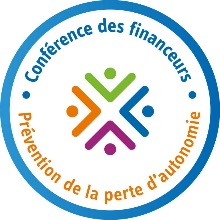 Conférence des financeurs
Prévention de la perte d'autonomie